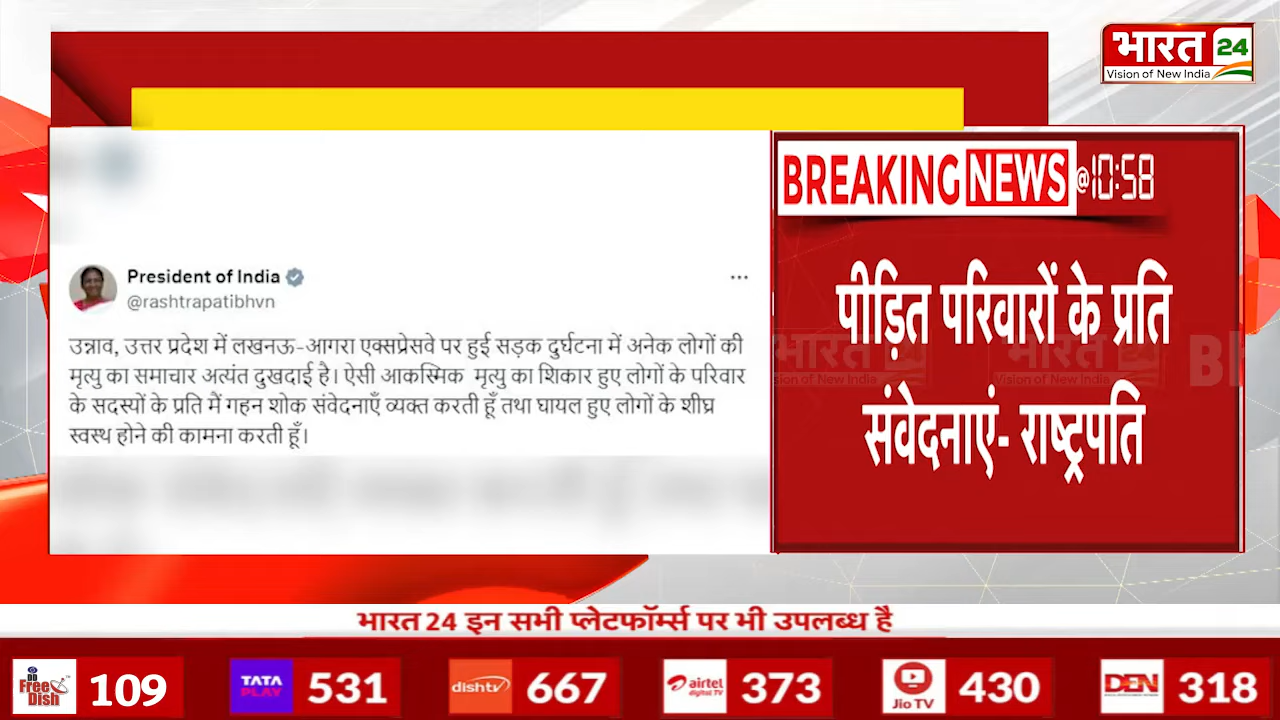 भारत 24
Vision of New India
BREAKING NEWS @10:58
पीड़ित परिवारों के प्रति
संवेदनाएं- राष्ट्रपति
President of India
@rashtrapatibhvn
उन्नाव, उत्तर प्रदेश में लखनऊ-आगरा एक्सप्रेसवे पर हुई सड़क दुर्घटना में अनेक लोगों की
मृत्यु का समाचार अत्यंत दुखदाई है। ऐसी आकस्मिक मृत्यु का शिकार हुए लोगों के परिवार
के सदस्यों के प्रति मैं गहन शोक संवेदनाएँ व्यक्त करती हूँ तथा घायल हुए लोगों के शीघ्र
स्वस्थ होने की कामना करती हूँ।
भारत 24 इन सभी प्लेटफॉर्म्स पर भी उपलब्ध है
DD Free Dish 109
TATA PLAY 531
dishtv 667
airtel digital TV 373
Jio TV 430
DEN 318